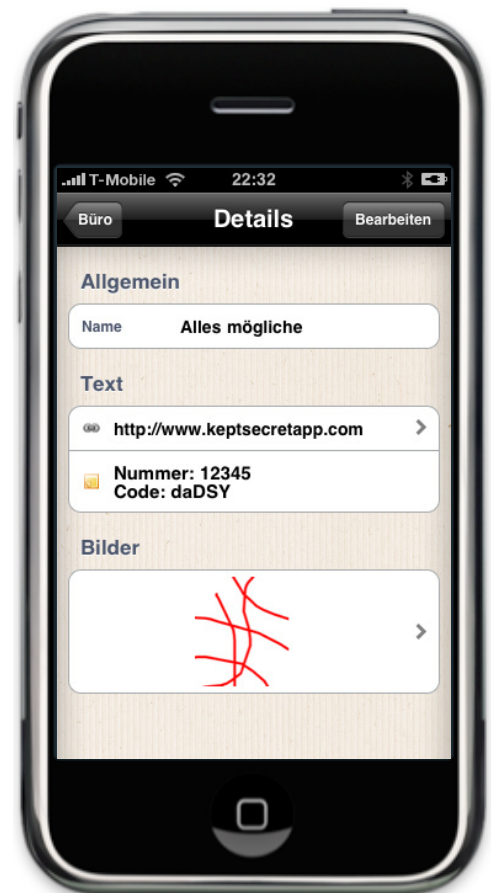 T-Mobile 22:32
Büro Details Bearbeiten
Allgemein
Name Alles mögliche
Text
http://www.keptsecretapp.com
Nummer: 12345
Code: daDSY
Bilder